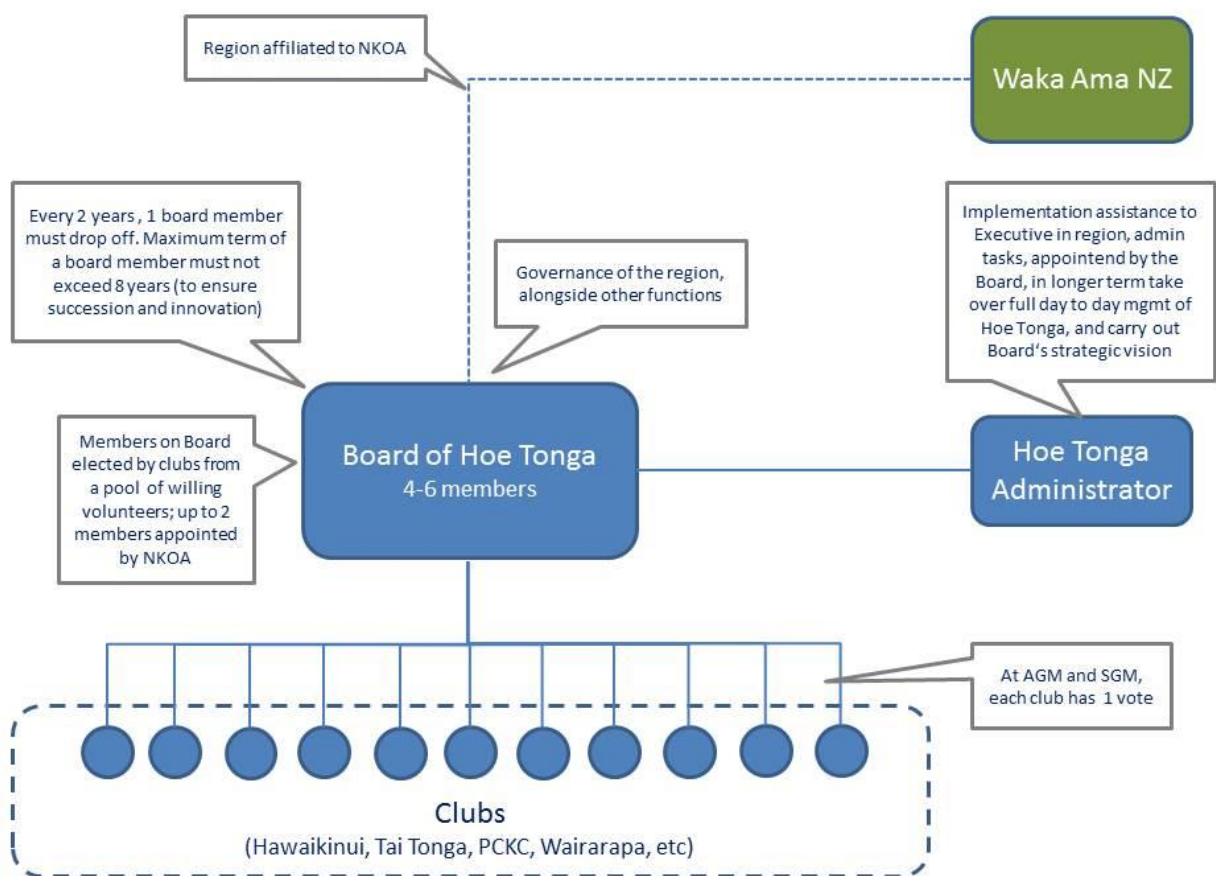 Region affiliated to NKOA
Waka Ama NZ
Every 2 years , 1 board member
must drop off. Maximum term of
a board member must not
exceed 8 years (to ensure
succession and innovation)
Governance of the region,
alongside other functions
Implementation assistance to
Executive in region, admin
tasks, appointend by the
Board, in longer term take
over full day to day mgmt of
Hoe Tonga, and carry out
Board's strategic vision
Members on Board
elected by clubs from
a pool of willing
volunteers; up to 2
members appointed
by NKOA
Board of Hoe Tonga
4-6 members
Hoe Tonga
Administrator
At AGM and SGM,
each club has 1 vote
Clubs
(Hawaikinui, Tai Tonga, PCKC, Wairarapa, etc)